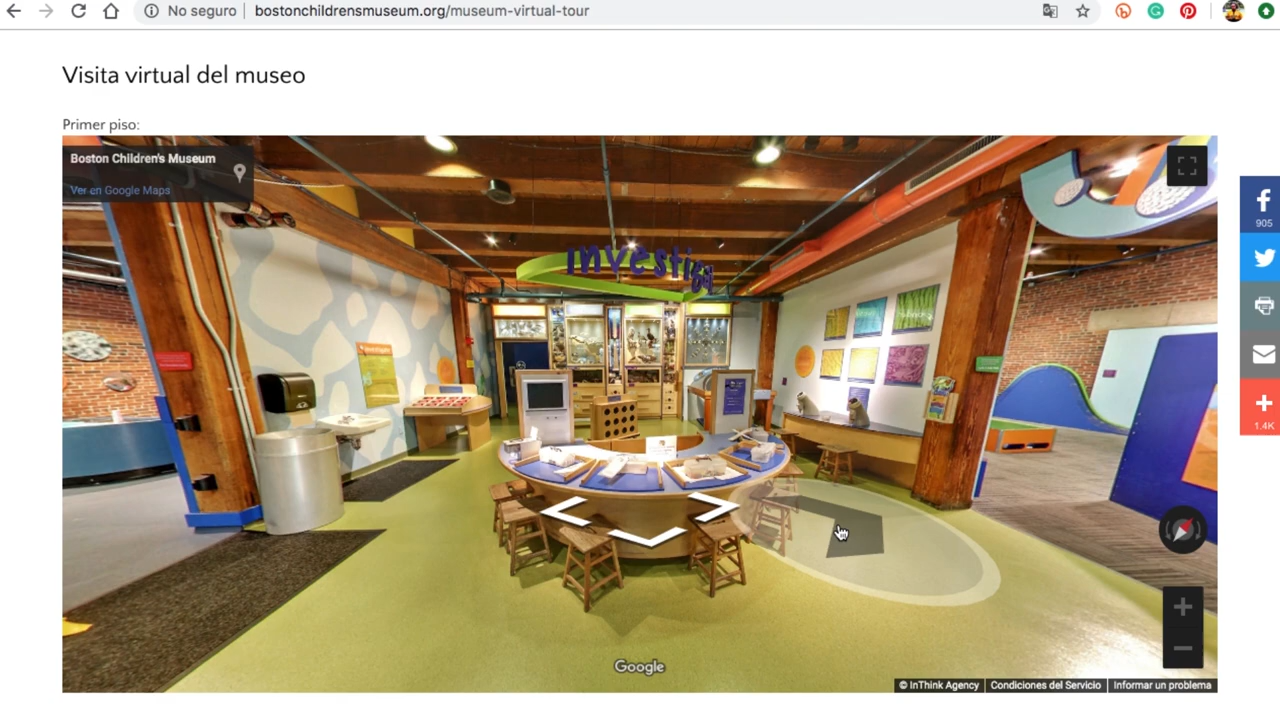 No seguro
bostonchildrensmuseum.org/museum-virtual-tour
Visita virtual del museo
Primer piso:
Boston Children's Museum
Ver en Google Maps
investiga
905
1.4K
Google
© InThink Agency
Condiciones del Servicio
Informar un problema